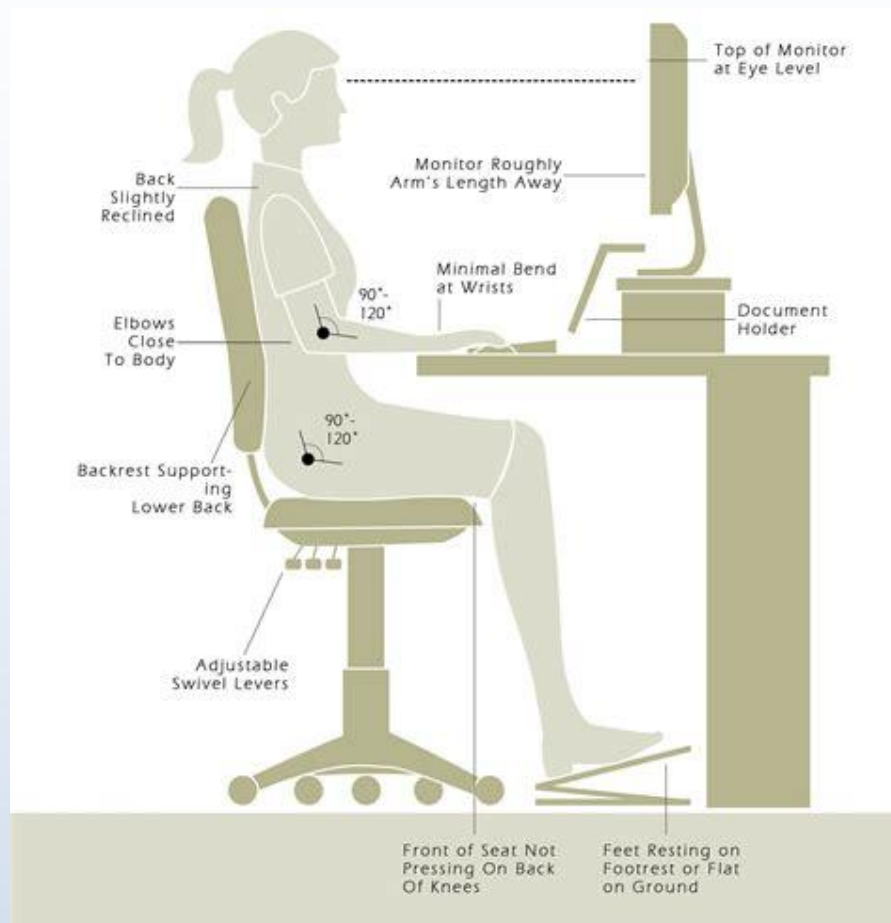 Top of Monitor
at Eye Level
Monitor Roughly
Arm's Length Away
Back
Slightly
Reclined
Minimal Bend
at Wrists
90°-
120°
Document
Holder
Elbows
Close
To Body
90°-
120°
Backrest Support-
ing
Lower Back
Adjustable
Swivel Levers
Front of Seat Not
Pressing On Back
Of Knees
Feet Resting on
Footrest or Flat
on Ground